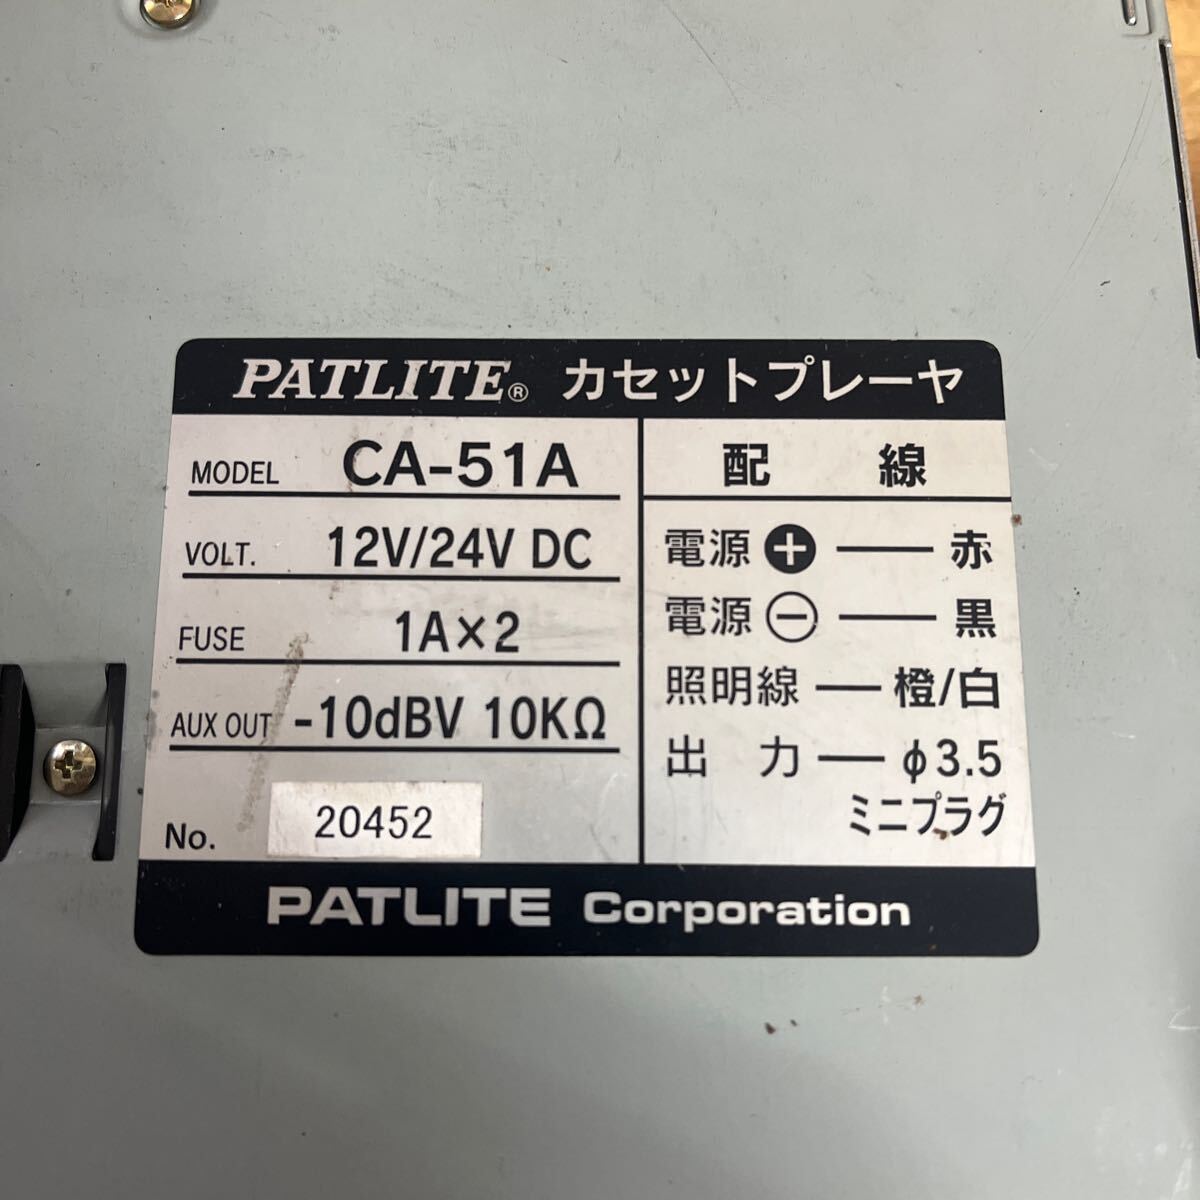 PATLITE® カセットプレーヤ
MODEL CA-51A
VOLT. 12V/24V DC
FUSE 1A×2
AUX OUT -10dBV 10KΩ
No. 20452
配線
電源 ⊕ — 赤
電源 ⊖ — 黒
照明線 — 橙/白
出力 — φ3.5
ミニプラグ
PATLITE Corporation